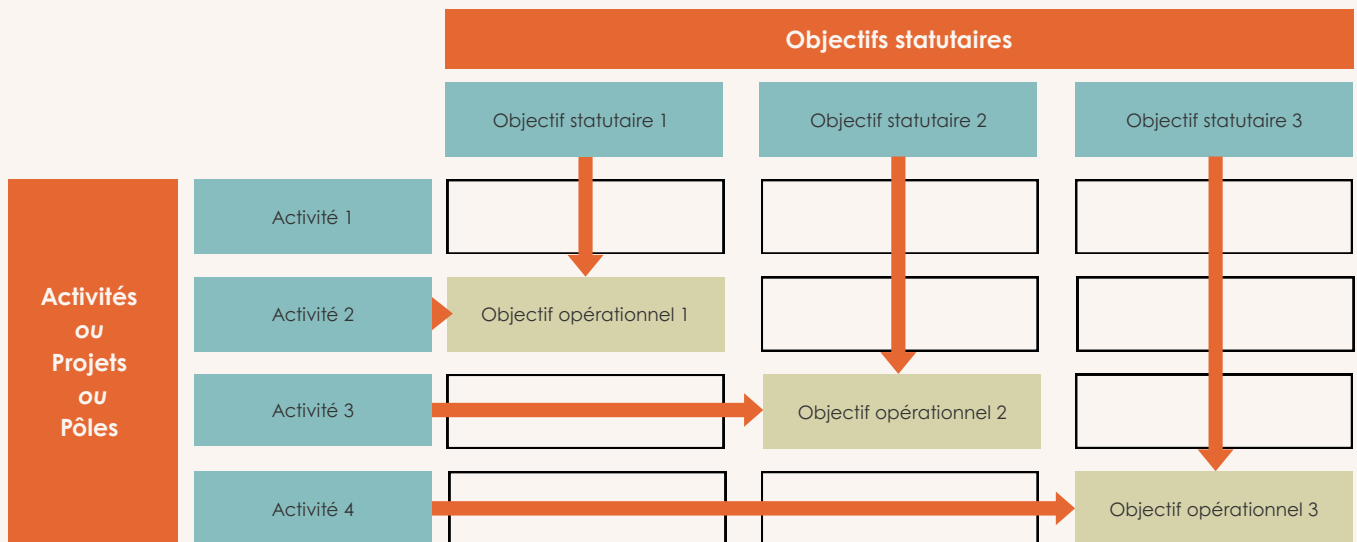 Objectifs statutaires
Objectif statutaire 1
Objectif statutaire 2
Objectif statutaire 3
Activités
ou
Projets
ou
Pôles
Activité 1
Activité 2
Objectif opérationnel 1
Activité 3
Objectif opérationnel 2
Activité 4
Objectif opérationnel 3